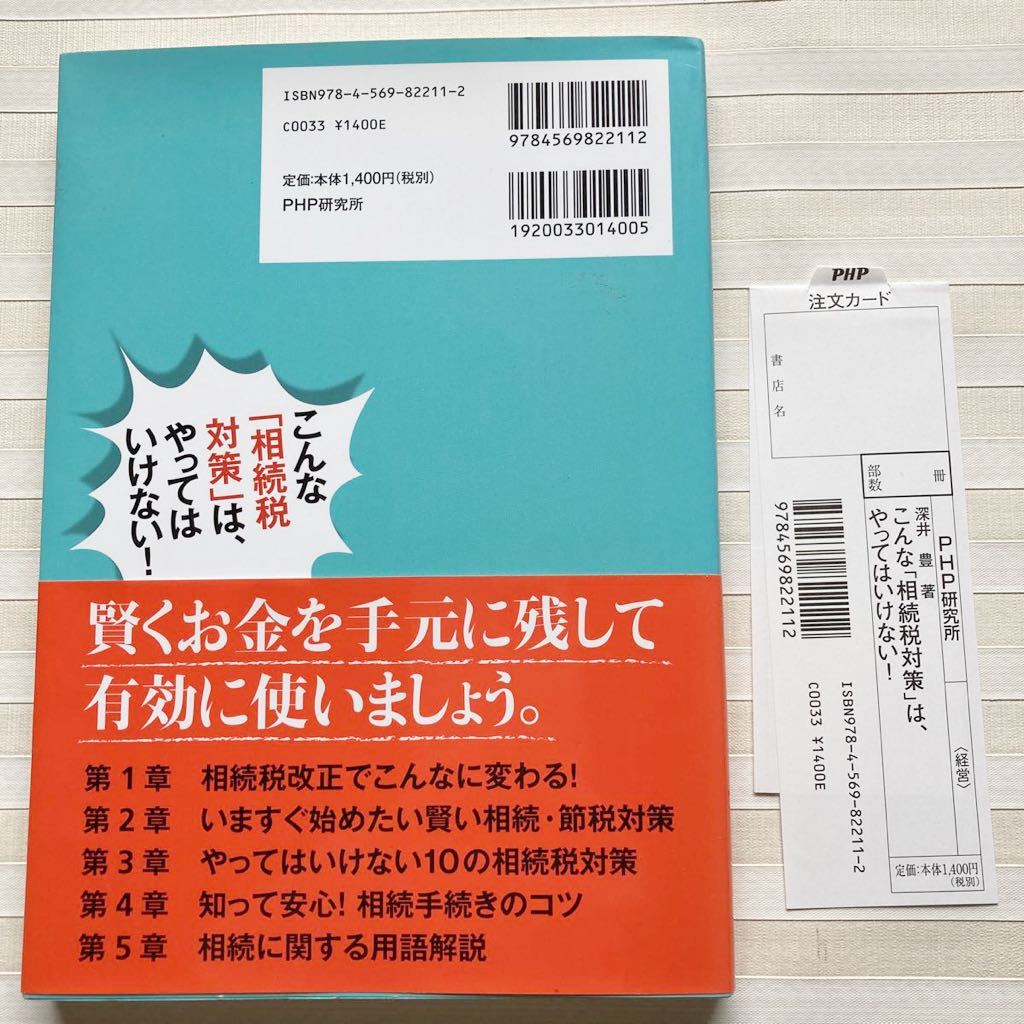 ISBN978-4-569-82211-2
C0033 ¥1400E
定価:本体1,400円(税別)
PHP研究所
9784569822112
1920033014005
こんな
「相続税
対策」は、
やっては
いけない!
賢くお金を手元に残して
有効に使いましょう。
第1章 相続税改正でこんなに変わる!
第2章 いますぐ始めたい賢い相続・節税対策
第3章 やってはいけない10の相続税対策
第4章 知って安心! 相続手続きのコツ
第5章 相続に関する用語解説
PHP
注文カード
書店名
部数
冊
PHP研究所
〈経営〉
深井 豊 著
こんな「相続税対策」は、
やってはいけない!
9784569822112
ISBN978-4-569-82211-2
C0033 ¥1400E
定価:本体1,400円
(税別)